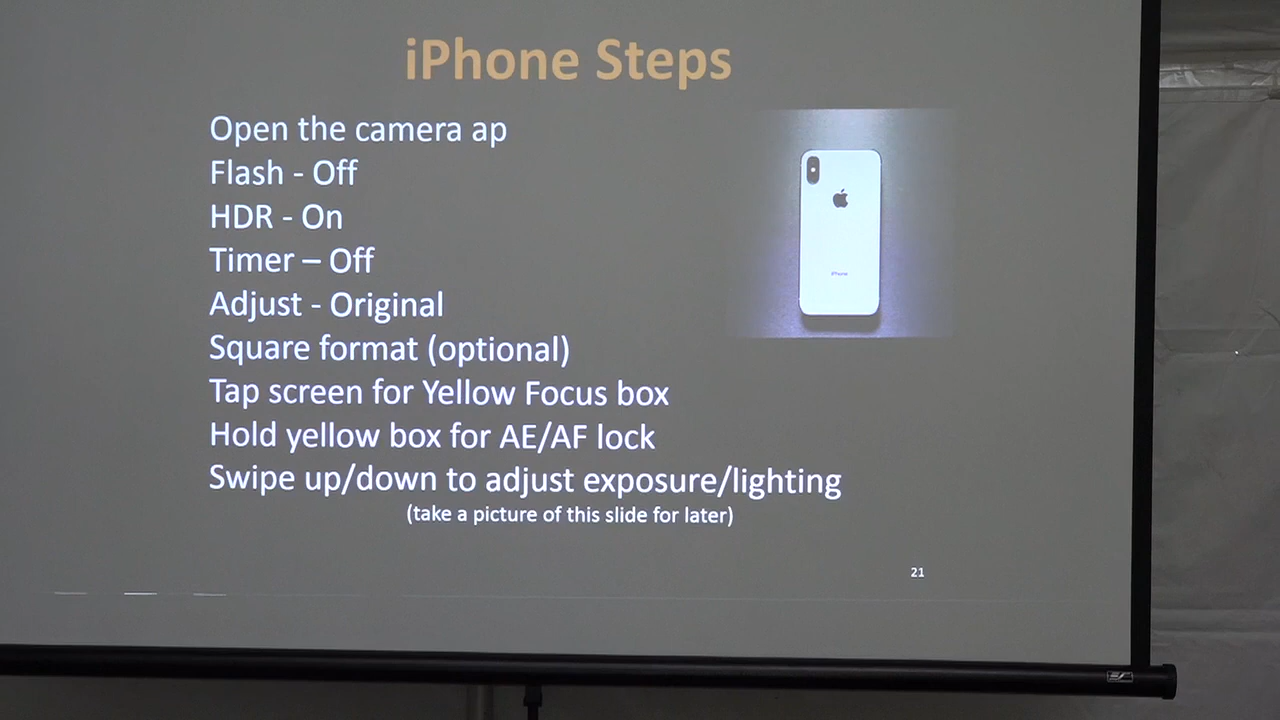 iPhone Steps
Open the camera ap
Flash - Off
HDR - On
Timer – Off
Adjust - Original
Square format (optional)
Tap screen for Yellow Focus box
Hold yellow box for AE/AF lock
Swipe up/down to adjust exposure/lighting
(take a picture of this slide for later)
iPhone
21